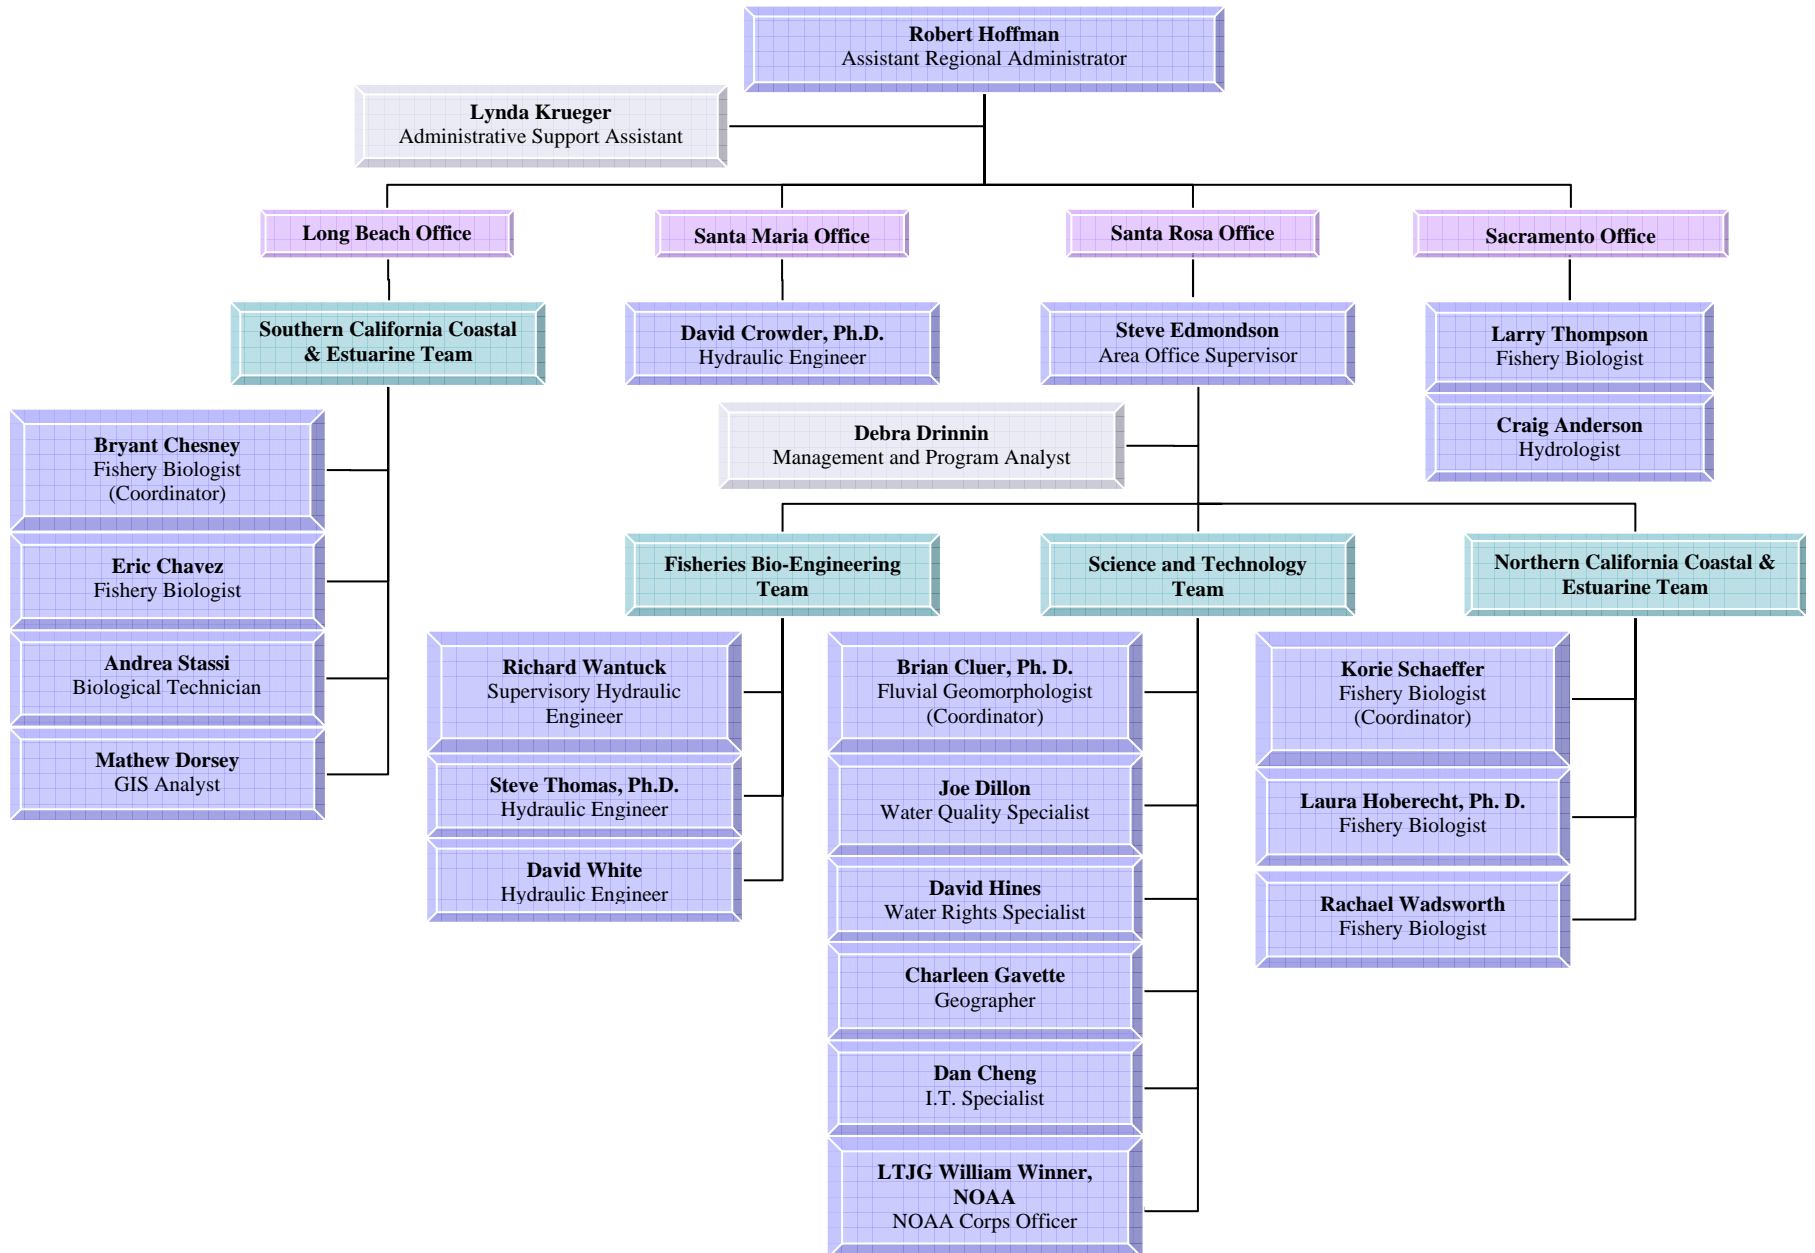 Robert Hoffman
Assistant Regional Administrator
Lynda Krueger
Administrative Support Assistant
Long Beach Office
Santa Maria Office
Santa Rosa Office
Sacramento Office
Southern California Coastal
& Estuarine Team
David Crowder, Ph.D.
Hydraulic Engineer
Steve Edmondson
Area Office Supervisor
Larry Thompson
Fishery Biologist
Craig Anderson
Hydrologist
Debra Drinnin
Management and Program Analyst
Bryant Chesney
Fishery Biologist
(Coordinator)
Eric Chavez
Fishery Biologist
Andrea Stassi
Biological Technician
Mathew Dorsey
GIS Analyst
Fisheries Bio-Engineering
Team
Science and Technology
Team
Northern California Coastal &
Estuarine Team
Richard Wantuck
Supervisory Hydraulic
Engineer
Steve Thomas, Ph.D.
Hydraulic Engineer
David White
Hydraulic Engineer
Brian Cluer, Ph. D.
Fluvial Geomorphologist
(Coordinator)
Joe Dillon
Water Quality Specialist
David Hines
Water Rights Specialist
Charleen Gavette
Geographer
Dan Cheng
I.T. Specialist
LTJG William Winner,
NOAA
NOAA Corps Officer
Korie Schaeffer
Fishery Biologist
(Coordinator)
Laura Hoberecht, Ph. D.
Fishery Biologist
Rachael Wadsworth
Fishery Biologist